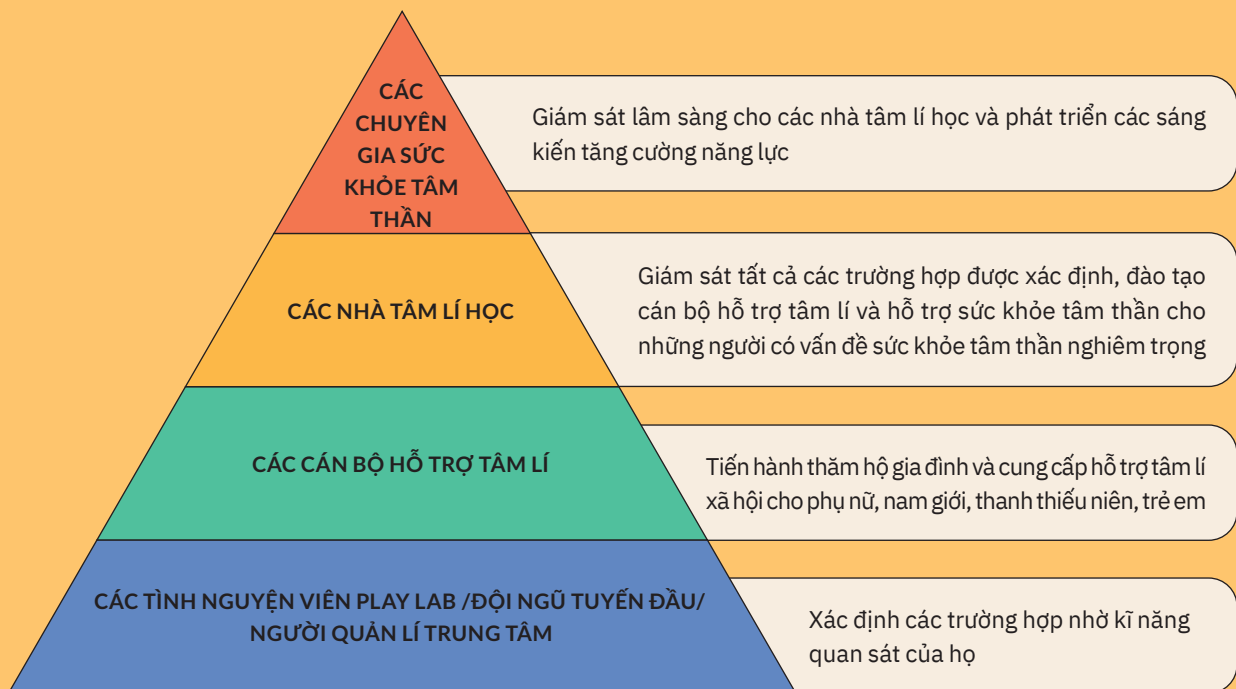 CÁC
CHUYÊN
GIA SỨC
KHỎE TÂM
THẦN
Giám sát lâm sàng cho các nhà tâm lí học và phát triển các sáng
kiến tăng cường năng lực
CÁC NHÀ TÂM LÍ HỌC
Giám sát tất cả các trường hợp được xác định, đào tạo
cán bộ hỗ trợ tâm lí và hỗ trợ sức khỏe tâm thần cho
những người có vấn đề sức khỏe tâm thần nghiêm trọng
CÁC CÁN BỘ HỖ TRỢ TÂM LÍ
Tiến hành thăm hộ gia đình và cung cấp hỗ trợ tâm lí
xã hội cho phụ nữ, nam giới, thanh thiếu niên, trẻ em
CÁC TÌNH NGUYỆN VIÊN PLAY LAB /ĐỘI NGŨ TUYẾN ĐẦU/
NGƯỜI QUẢN LÍ TRUNG TÂM
Xác định các trường hợp nhờ kĩ năng
quan sát của họ